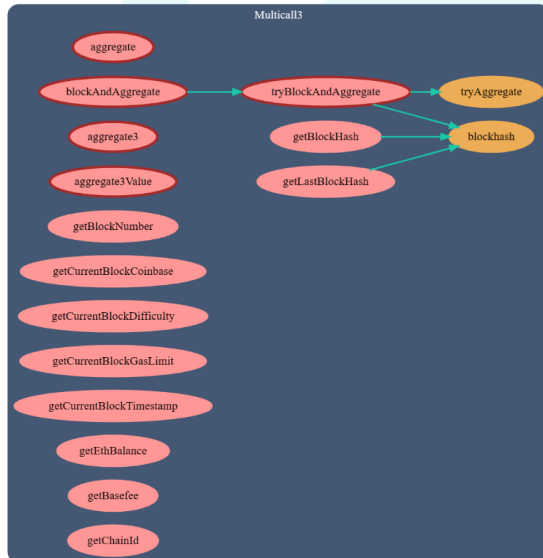 Multicall3
aggregate
blockAndAggregate
tryBlockAndAggregate
tryAggregate
aggregate3
getBlockHash
blockhash
aggregate3Value
getLastBlockHash
getBlockNumber
getCurrentBlockCoinbase
getCurrentBlockDifficulty
getCurrentBlockGasLimit
getCurrentBlockTimestamp
getEthBalance
getBasefee
getChainId